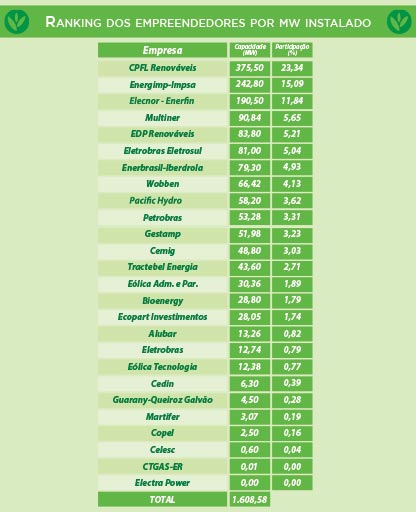 RANKING DOS EMPREENDEDORES POR MW INSTALADO
Empresa Capacidade (MW) Participação (%)
CPFL Renováveis 375,50 23,34
Energimp-Impsa 242,80 15,09
Elecnor - Enerfin 190,50 11,84
Multiner 90,84 5,65
EDP Renováveis 83,80 5,21
Eletrobras Eletrosul 81,00 5,04
Enerbrasil-Iberdrola 79,30 4,93
Wobben 66,42 4,13
Pacific Hydro 58,20 3,62
Petrobras 53,28 3,31
Gestamp 51,98 3,23
Cemig 48,80 3,03
Tractebel Energia 43,60 2,71
Eólica Adm. e Par. 30,36 1,89
Bioenergy 28,80 1,79
Ecopart Investimentos 28,05 1,74
Alubar 13,26 0,82
Eletrobras 12,74 0,79
Eólica Tecnologia 12,38 0,77
Cedin 6,30 0,39
Guarany-Queiroz Galvão 4,50 0,28
Martifer 3,07 0,19
Copel 2,50 0,16
Celesc 0,60 0,04
CTGAS-ER 0,01 0,00
Electra Power 0,00 0,00
TOTAL 1.608,58